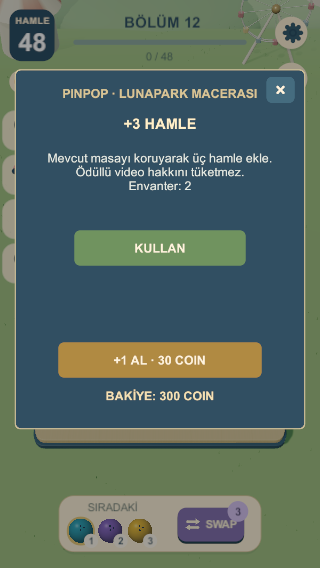 HAMLE
48
BÖLÜM 12
0 / 48
PINPOP · LUNAPARK MACERASI
×
+3 HAMLE
Mevcut masayı koruyarak üç hamle ekle.
Ödüllü video hakkını tüketmez.
Envanter: 2
KULLAN
+1 AL · 30 COIN
BAKİYE: 300 COIN
SIRADAKİ
1
2
3
SWAP
3